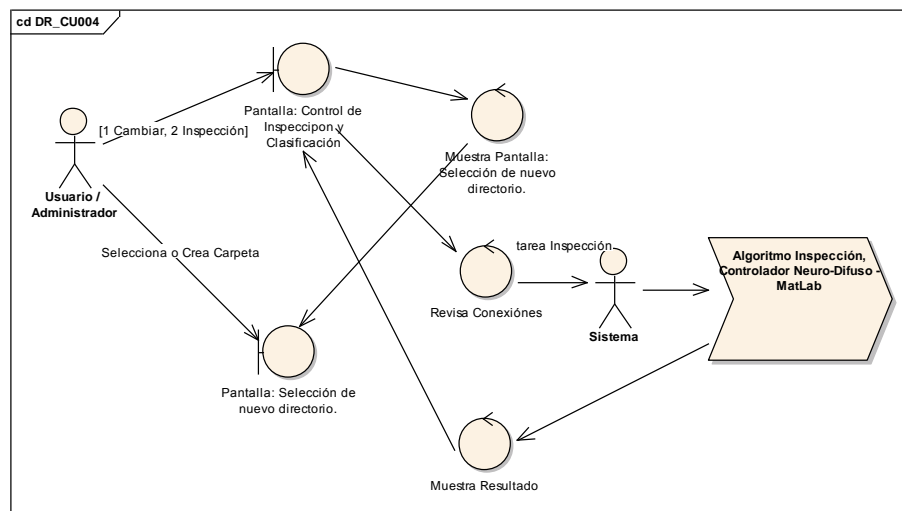 cd DR_CU004
Pantalla: Control de
Inspeccipon y
Clasificación
[1 Cambiar, 2 Inspección]
Usuario /
Administrador
Muestra Pantalla:
Selección de nuevo
directorio.
Selecciona o Crea Carpeta
tarea Inspección
Revisa Conexiónes
Sistema
Algoritmo Inspección,
Controlador Neuro-Difuso -
MatLab
Pantalla: Selección de
nuevo directorio.
Muestra Resultado